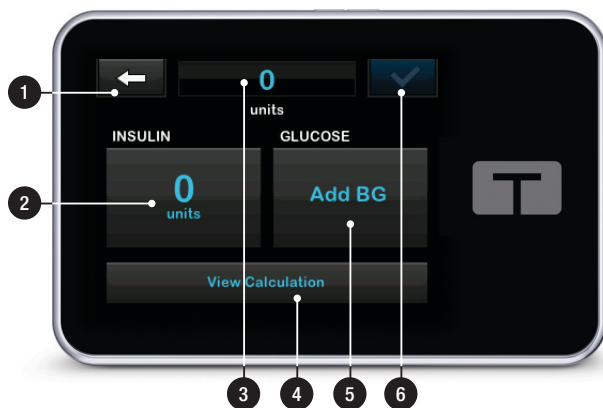 0
units
INSULIN
GLUCOSE
0
units
Add BG
View Calculation
T
1
2
3
4
5
6